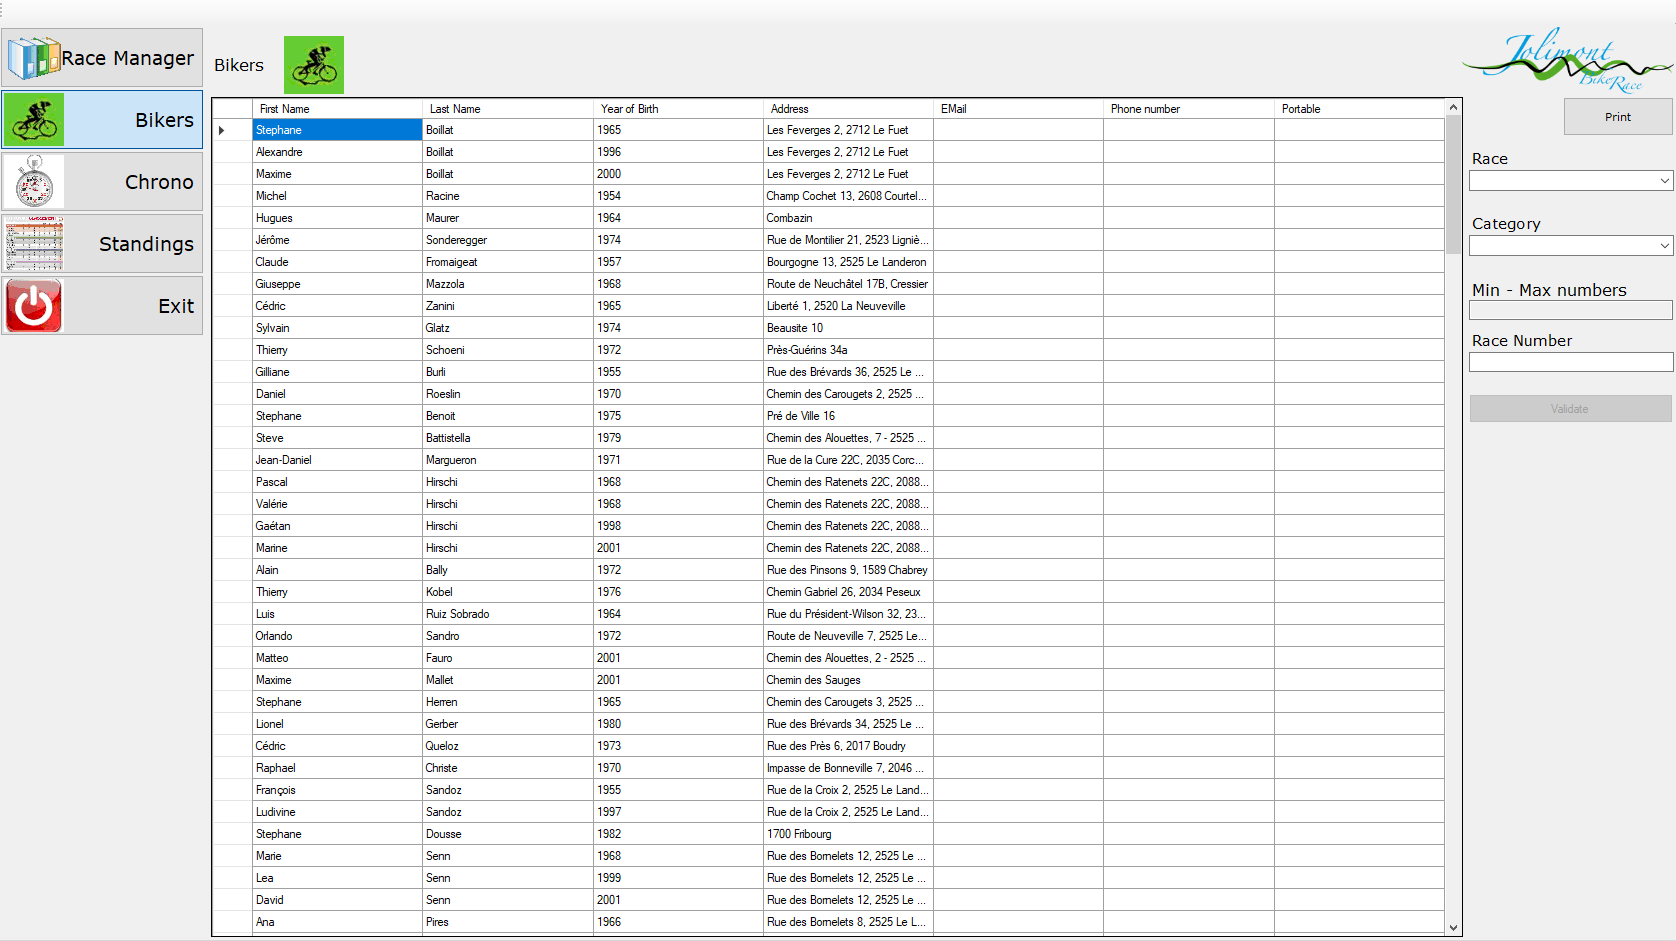 Race Manager
Bikers
Chrono
Standings
Exit
Bikers
First Name Last Name Year of Birth Address EMail Phone number Portable
Stephane Boillat 1965 Les Feverges 2, 2712 Le Fuet
Alexandre Boillat 1996 Les Feverges 2, 2712 Le Fuet
Maxime Boillat 2000 Les Feverges 2, 2712 Le Fuet
Michel Racine 1954 Champ Cochet 13, 2608 Courtel...
Hugues Maurer 1964 Combazin
Jérôme Sonderegger 1974 Rue de Montilier 21, 2523 Ligniè...
Claude Fromaigeat 1957 Bourgogne 13, 2525 Le Landeron
Giuseppe Mazzola 1968 Route de Neuchâtel 17B, Cressier
Cédric Zanini 1965 Liberté 1, 2520 La Neuveville
Sylvain Glatz 1974 Beausite 10
Thierry Schoeni 1972 Près-Guérins 34a
Gilliane Burli 1955 Rue des Brévards 36, 2525 Le ...
Daniel Roeslin 1970 Chemin des Carougets 2, 2525 ...
Stephane Benoit 1975 Pré de Ville 16
Steve Battistella 1979 Chemin des Alouettes, 7 - 2525 ...
Jean-Daniel Margueron 1971 Rue de la Cure 22C, 2035 Corc...
Pascal Hirschi 1968 Chemin des Ratenets 22C, 2088...
Valérie Hirschi 1968 Chemin des Ratenets 22C, 2088...
Gaétan Hirschi 1998 Chemin des Ratenets 22C, 2088...
Marine Hirschi 2001 Chemin des Ratenets 22C, 2088...
Alain Bally 1972 Rue des Pinsons 9, 1589 Chabrey
Thierry Kobel 1976 Chemin Gabriel 26, 2034 Peseux
Luis Ruiz Sobrado 1964 Rue du Président-Wilson 32, 23...
Orlando Sandro 1972 Route de Neuveville 7, 2525 Le...
Matteo Fauro 2001 Chemin des Alouettes, 2 - 2525 ...
Maxime Mallet 2001 Chemin des Sauges
Stephane Herren 1965 Chemin des Carougets 3, 2525 ...
Lionel Gerber 1980 Rue des Brévards 34, 2525 Le ...
Cédric Queloz 1973 Rue des Près 6, 2017 Boudry
Raphael Christe 1970 Impasse de Bonneville 7, 2046 ...
François Sandoz 1955 Rue de la Croix 2, 2525 Le Land...
Ludivine Sandoz 1997 Rue de la Croix 2, 2525 Le Land...
Stephane Dousse 1982 1700 Fribourg
Marie Senn 1968 Rue des Bornelets 12, 2525 Le ...
Lea Senn 1999 Rue des Bornelets 12, 2525 Le ...
David Senn 2001 Rue des Bornelets 12, 2525 Le ...
Ana Pires 1966 Rue des Bornelets 8, 2525 Le L...
Jolimont
BikeRace
Print
Race
Category
Min - Max numbers
Race Number
Validate